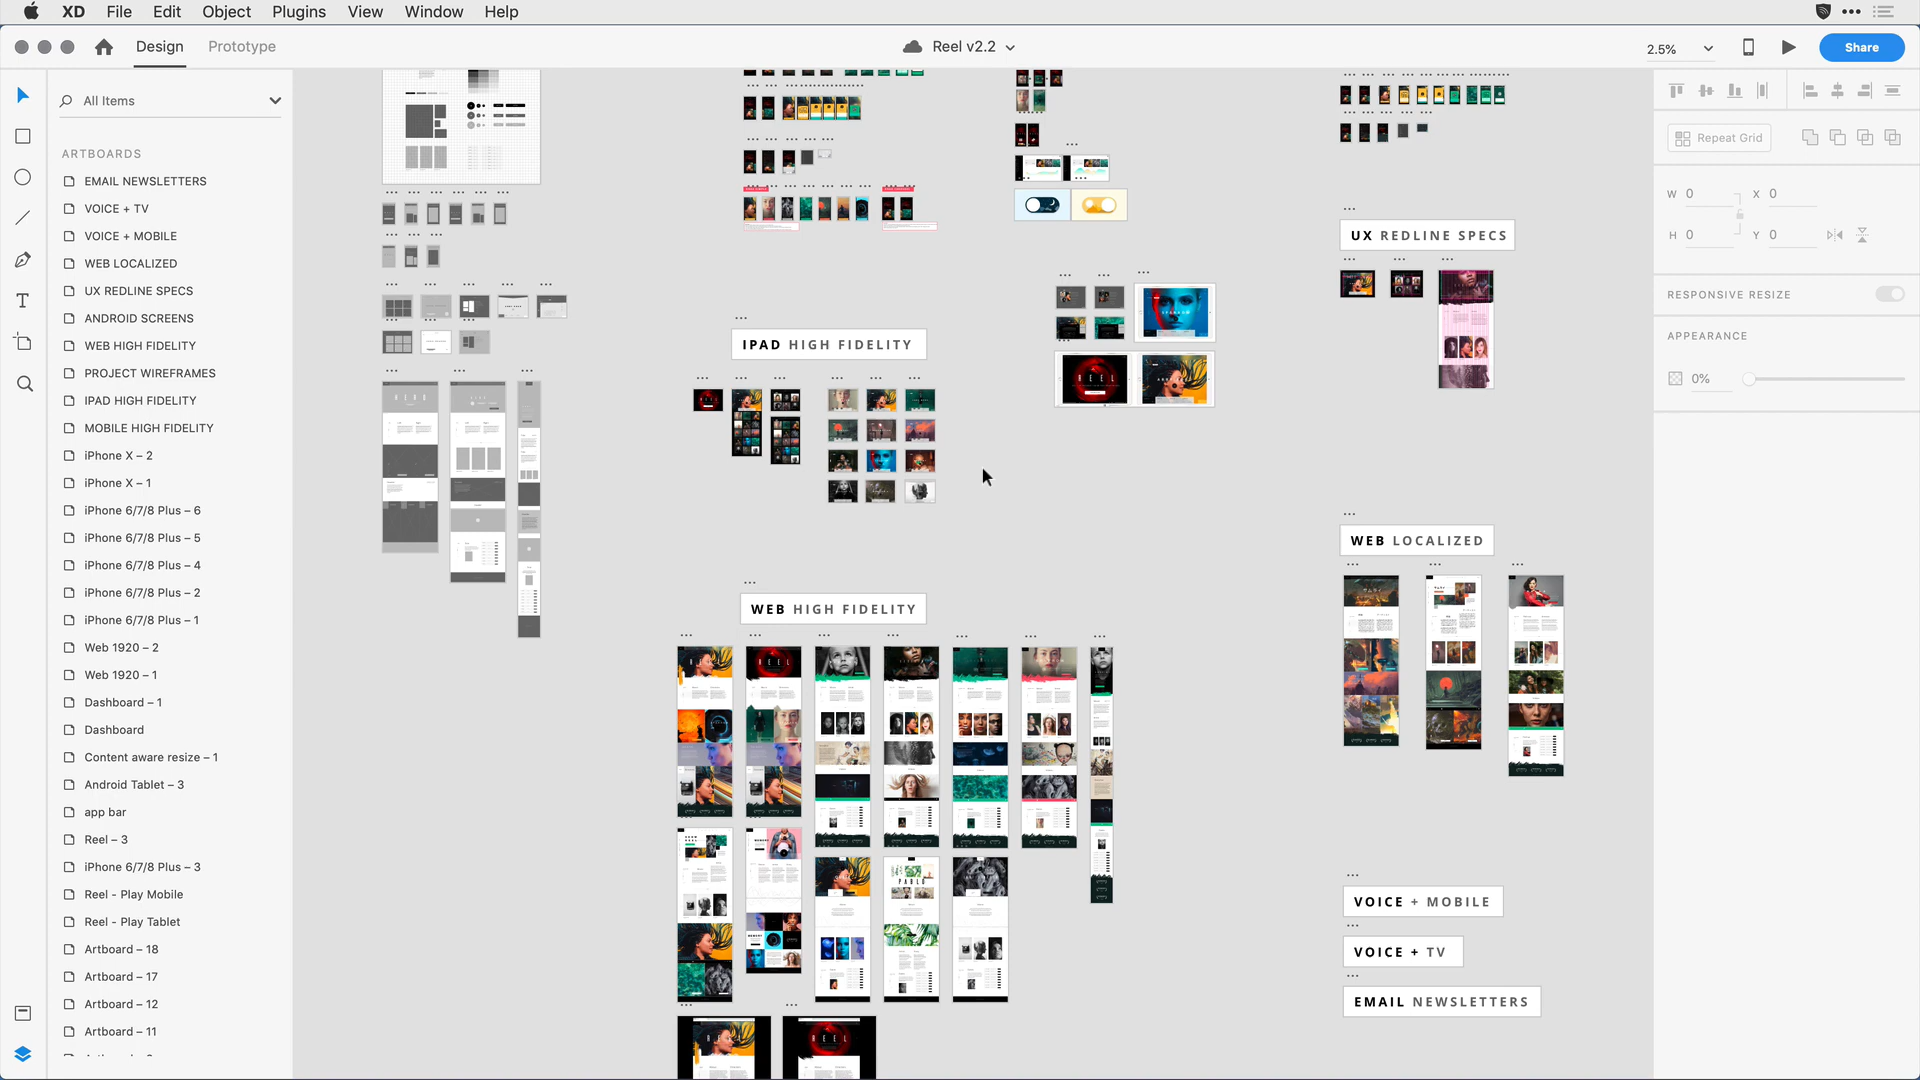 XD File Edit Object Plugins View Window Help
Design Prototype
Reel v2.2
2.5%
Share
All Items
ARTBOARDS
EMAIL NEWSLETTERS
VOICE + TV
VOICE + MOBILE
WEB LOCALIZED
UX REDLINE SPECS
ANDROID SCREENS
WEB HIGH FIDELITY
PROJECT WIREFRAMES
IPAD HIGH FIDELITY
MOBILE HIGH FIDELITY
iPhone X – 2
iPhone X – 1
iPhone 6/7/8 Plus – 6
iPhone 6/7/8 Plus – 5
iPhone 6/7/8 Plus – 4
iPhone 6/7/8 Plus – 2
iPhone 6/7/8 Plus – 1
Web 1920 – 2
Web 1920 – 1
Dashboard – 1
Dashboard
Content aware resize – 1
Android Tablet – 3
app bar
Reel – 3
iPhone 6/7/8 Plus – 3
Reel - Play Mobile
Reel - Play Tablet
Artboard – 18
Artboard – 17
Artboard – 12
Artboard – 11
IPAD HIGH FIDELITY
WEB HIGH FIDELITY
UX REDLINE SPECS
WEB LOCALIZED
VOICE + MOBILE
VOICE + TV
EMAIL NEWSLETTERS
REEL
REEL
REEL
Repeat Grid
W 0 X 0
H 0 Y 0
RESPONSIVE RESIZE
APPEARANCE
0%